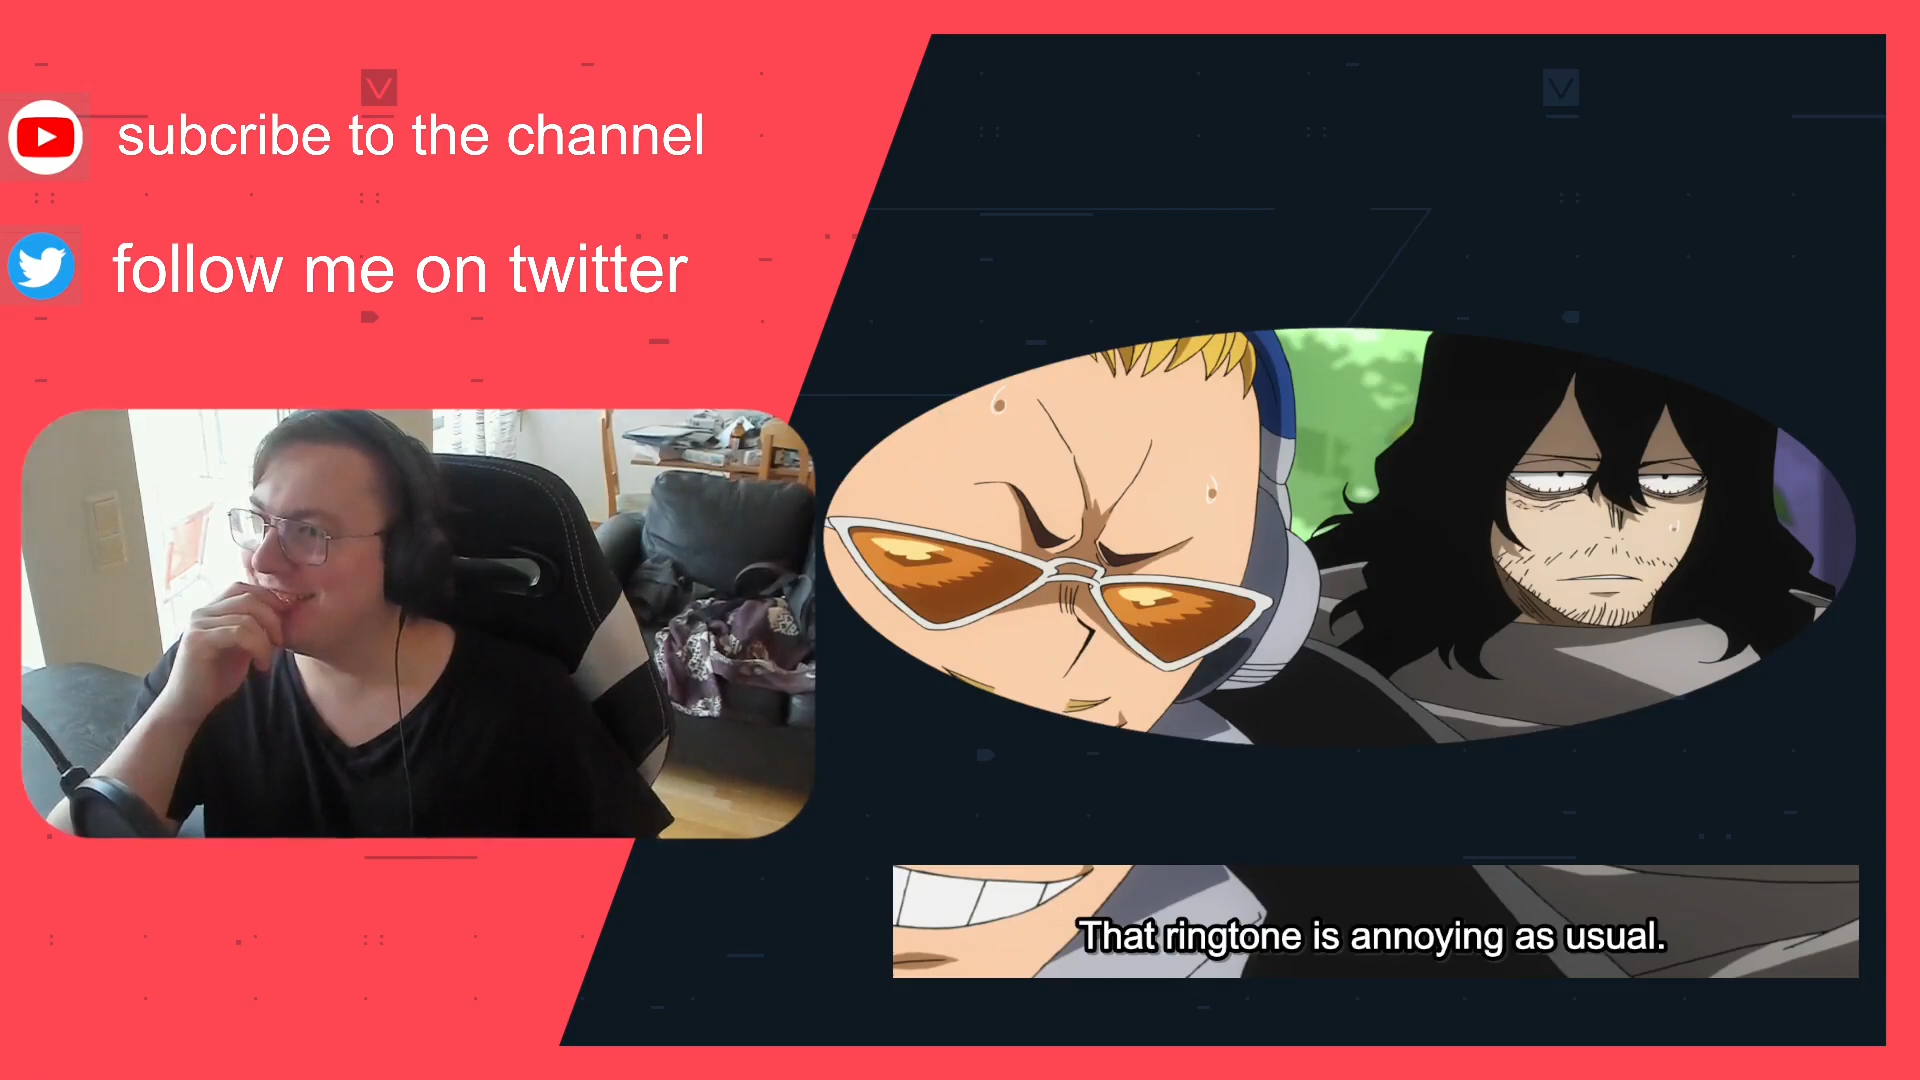 subcribe to the channel
follow me on twitter
That ringtone is annoying as usual.